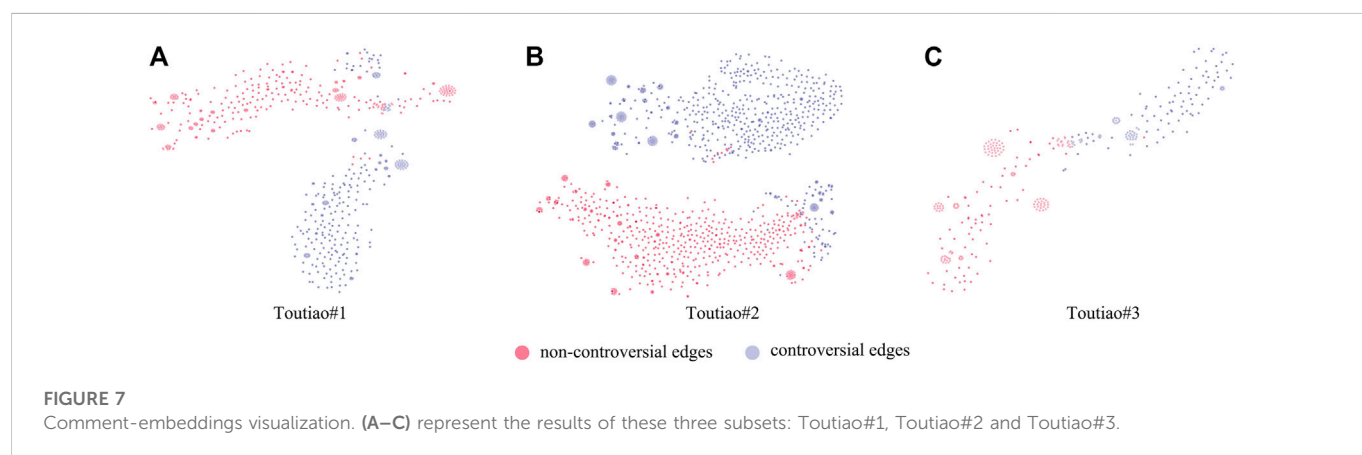 A
B
C
Toutiao#1
Toutiao#2
Toutiao#3
non-controversial edges
controversial edges
FIGURE 7
Comment-embeddings visualization. (A–C) represent the results of these three subsets: Toutiao#1, Toutiao#2 and Toutiao#3.